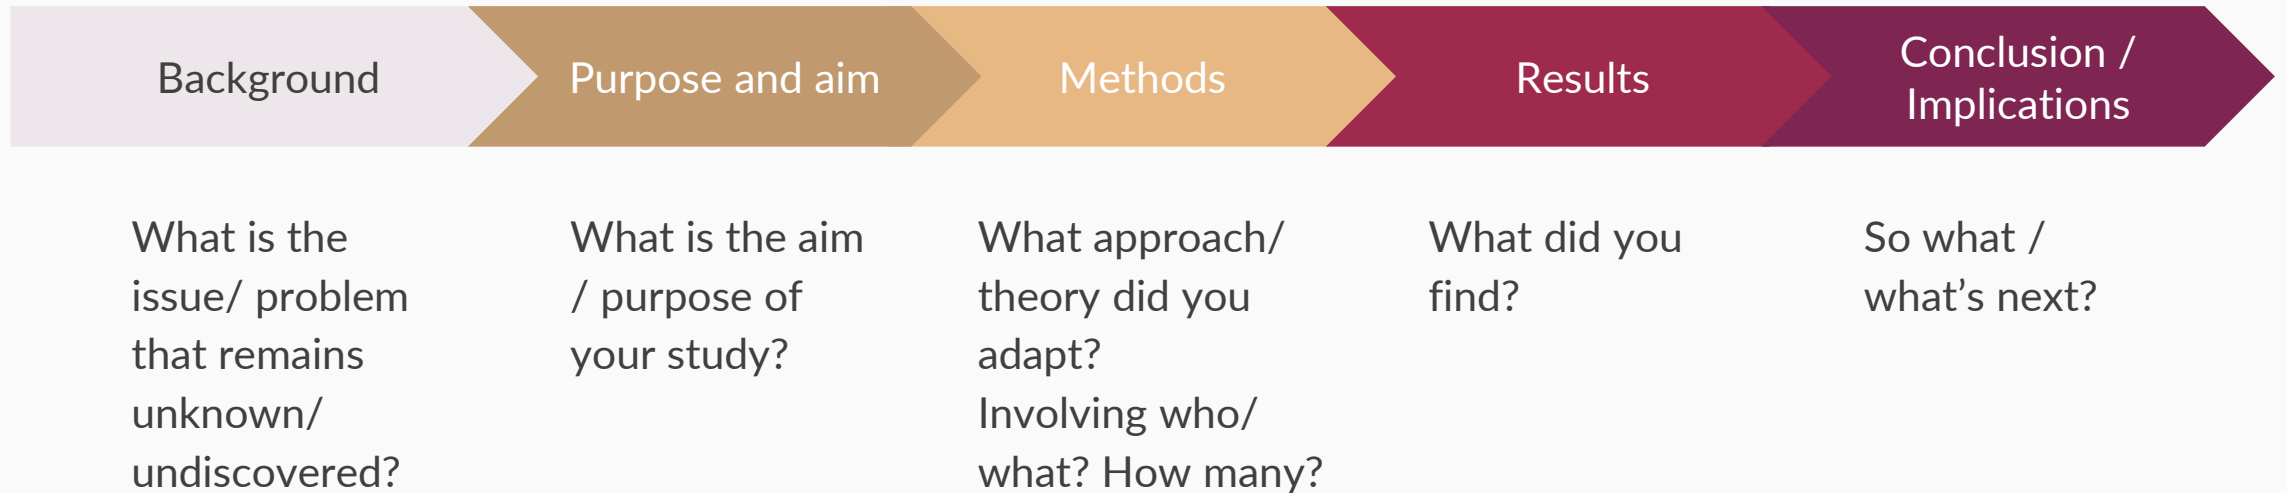 Background
Purpose and aim
Methods
Results
Conclusion /
Implications
What is the
issue/ problem
that remains
unknown/
undiscovered?
What is the aim
/ purpose of
your study?
What approach/
theory did you
adapt?
Involving who/
what? How many?
What did you
find?
So what /
what’s next?